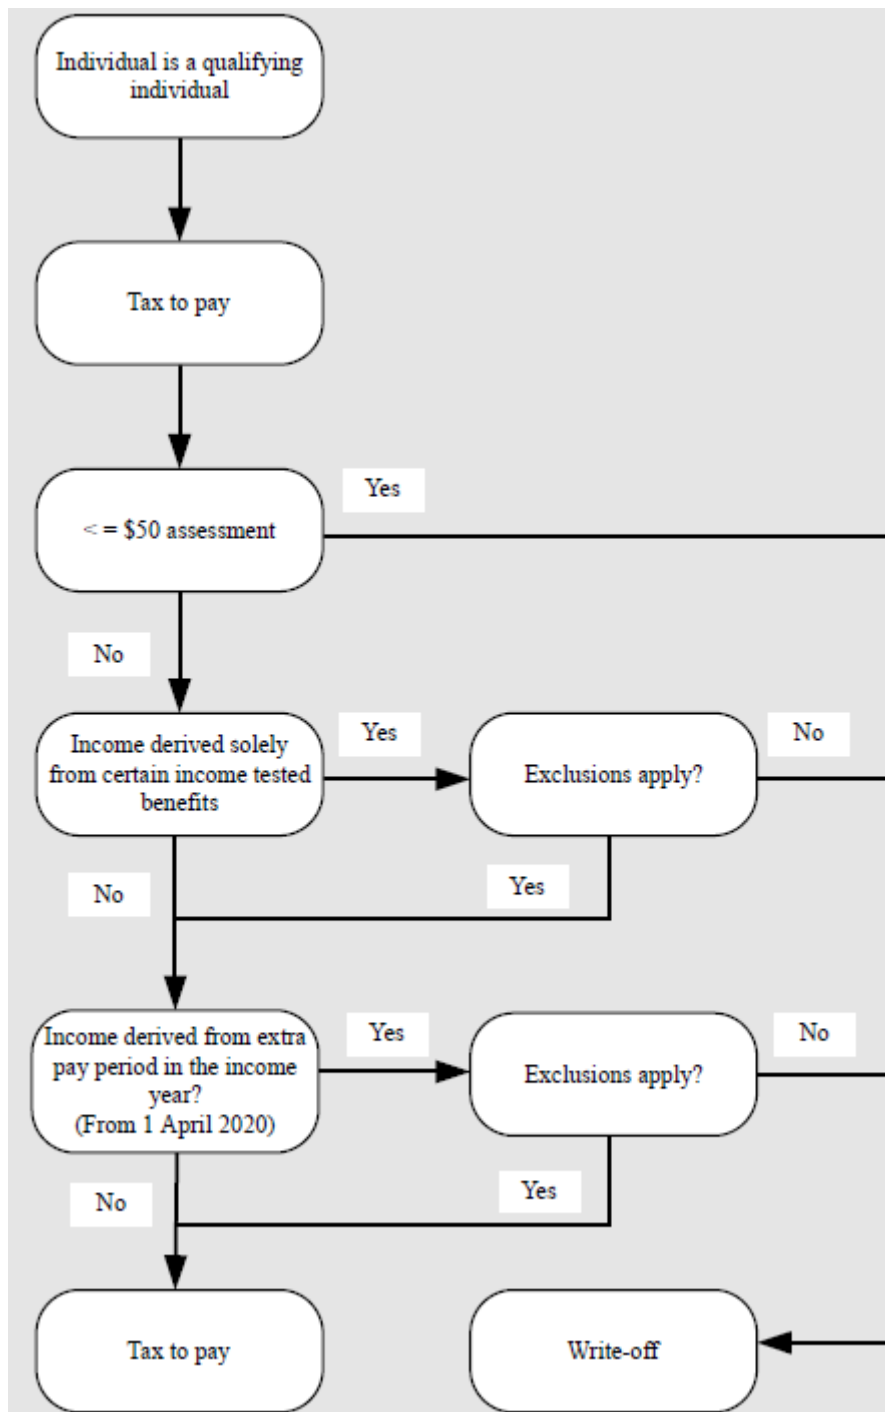 Individual is a qualifying
individual
Tax to pay
< = $50 assessment
Yes
No
Income derived solely
from certain income tested
benefits
Yes
Exclusions apply?
No
No
Yes
Income derived from extra
pay period in the income
year?
(From 1 April 2020)
Yes
Exclusions apply?
No
No
Yes
Tax to pay
Write-off